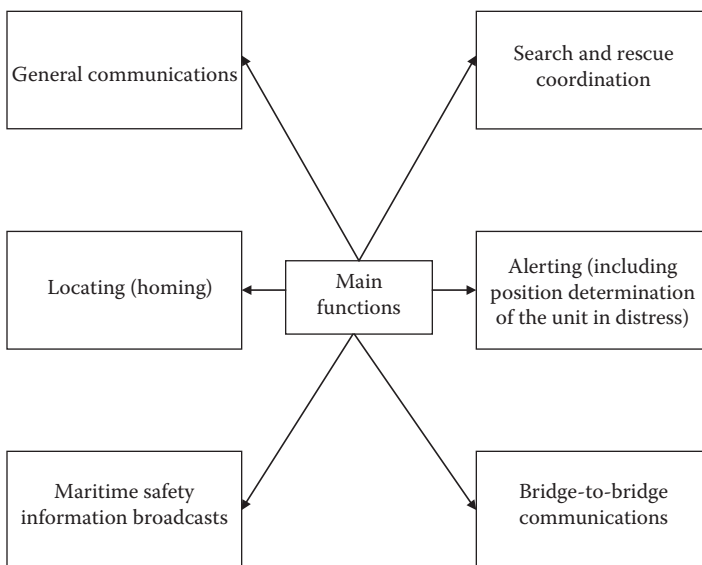 General communications
Search and rescue
coordination
Locating (homing)
Main
functions
Alerting (including
position determination
of the unit in distress)
Maritime safety
information broadcasts
Bridge-to-bridge
communications